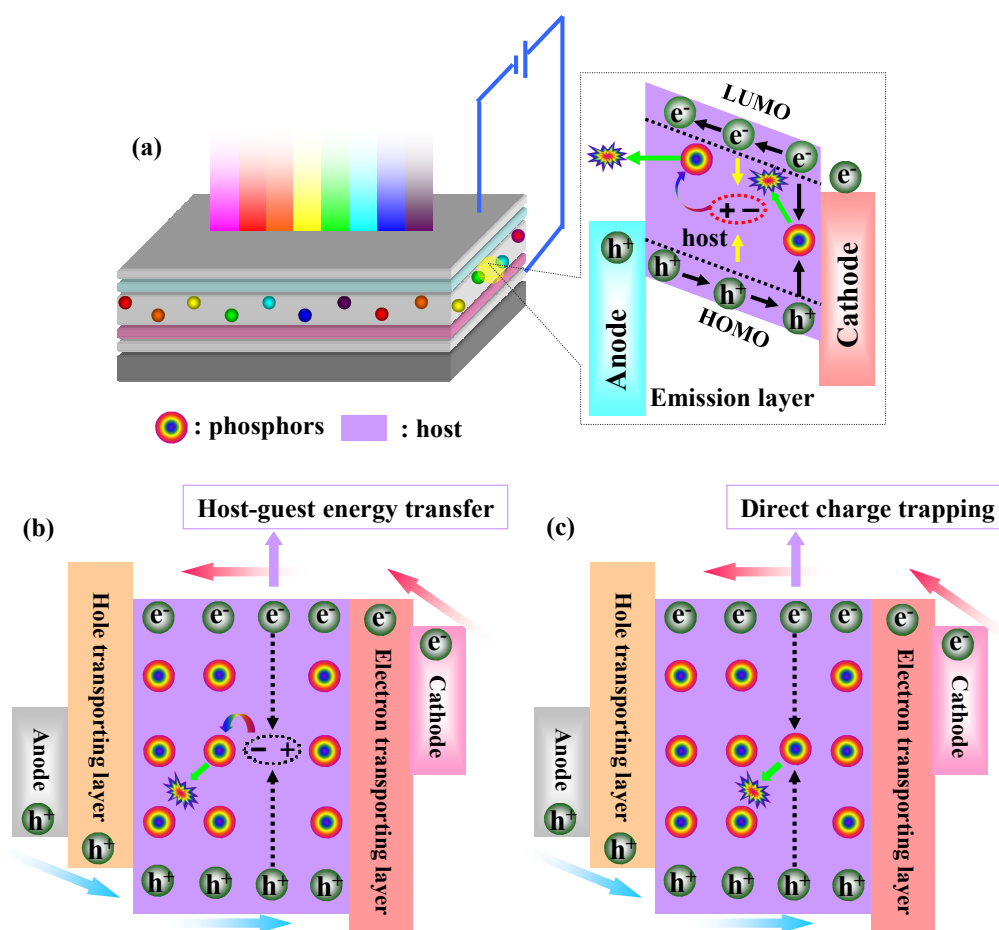 (a)
LUMO
e-
e-
e-
e-
+ −
host
h+
h+
h+
h+
HOMO
Anode
Cathode
Emission layer
: phosphors
: host
Host-guest energy transfer
Direct charge trapping
(b)
Hole transporting layer
e-
e-
e-
e-
e-
e-
Electron transporting layer
Cathode
Anode
− +
h+
h+
h+
h+
h+
h+
(c)
Hole transporting layer
e-
e-
e-
e-
e-
e-
Electron transporting layer
Cathode
Anode
h+
h+
h+
h+
h+
h+